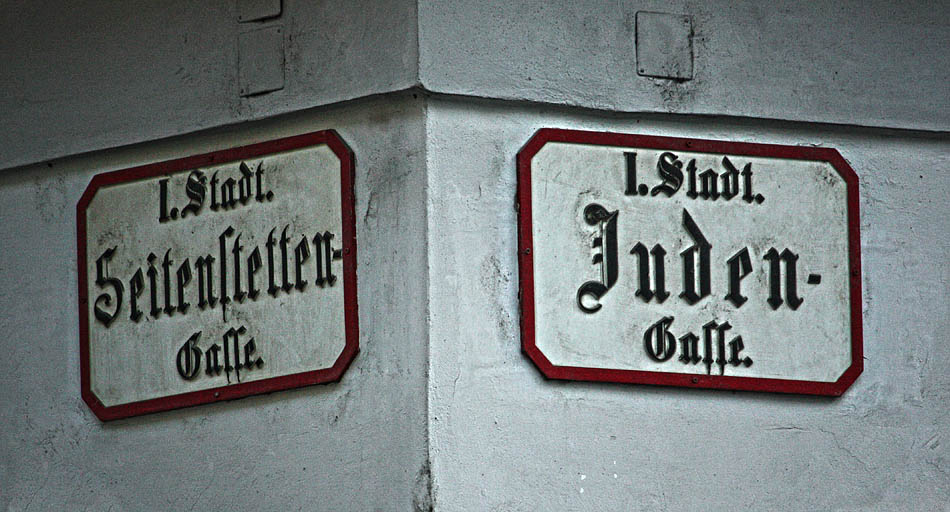 I. Stadt.
Seitenstetten-
Gasse.
I. Stadt.
Juden-
Gasse.